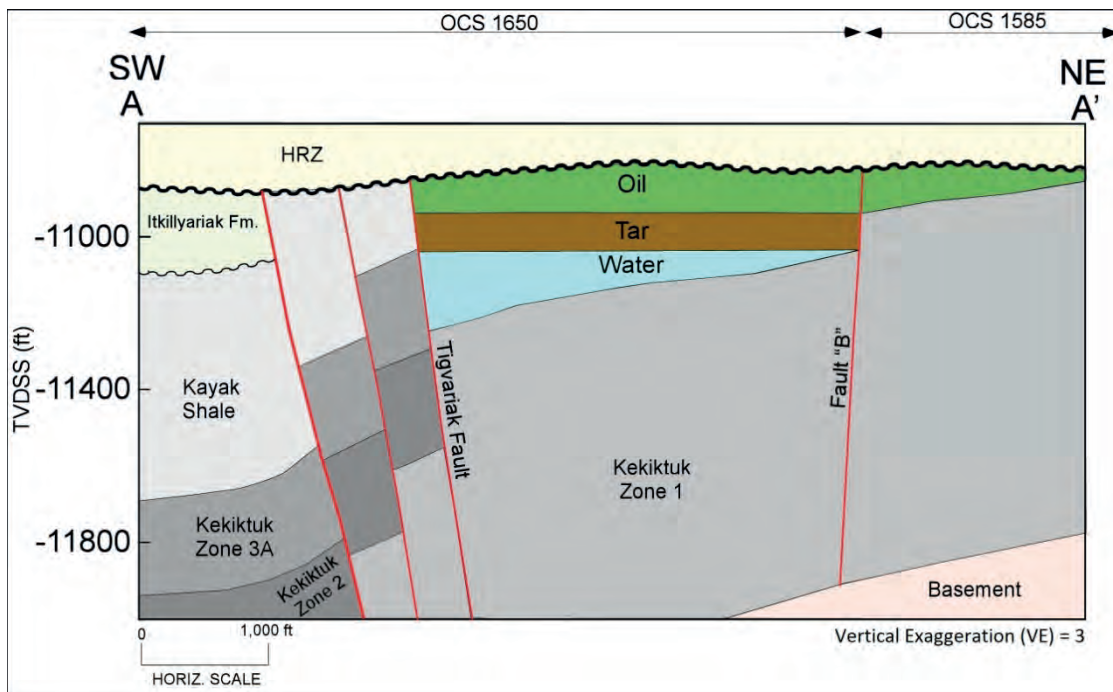 OCS 1650
OCS 1585
SW
A
NE
A'
HRZ
Oil
Itkillyariak Fm.
-11000
Tar
Water
TVDSS (ft)
-11400
Kayak
Shale
Tigvariak Fault
Fault "B"
Kekiktuk
Zone 1
-11800
Kekiktuk
Zone 3A
Kekiktuk
Zone 2
Basement
0
1,000 ft
HORIZ. SCALE
Vertical Exaggeration (VE) = 3